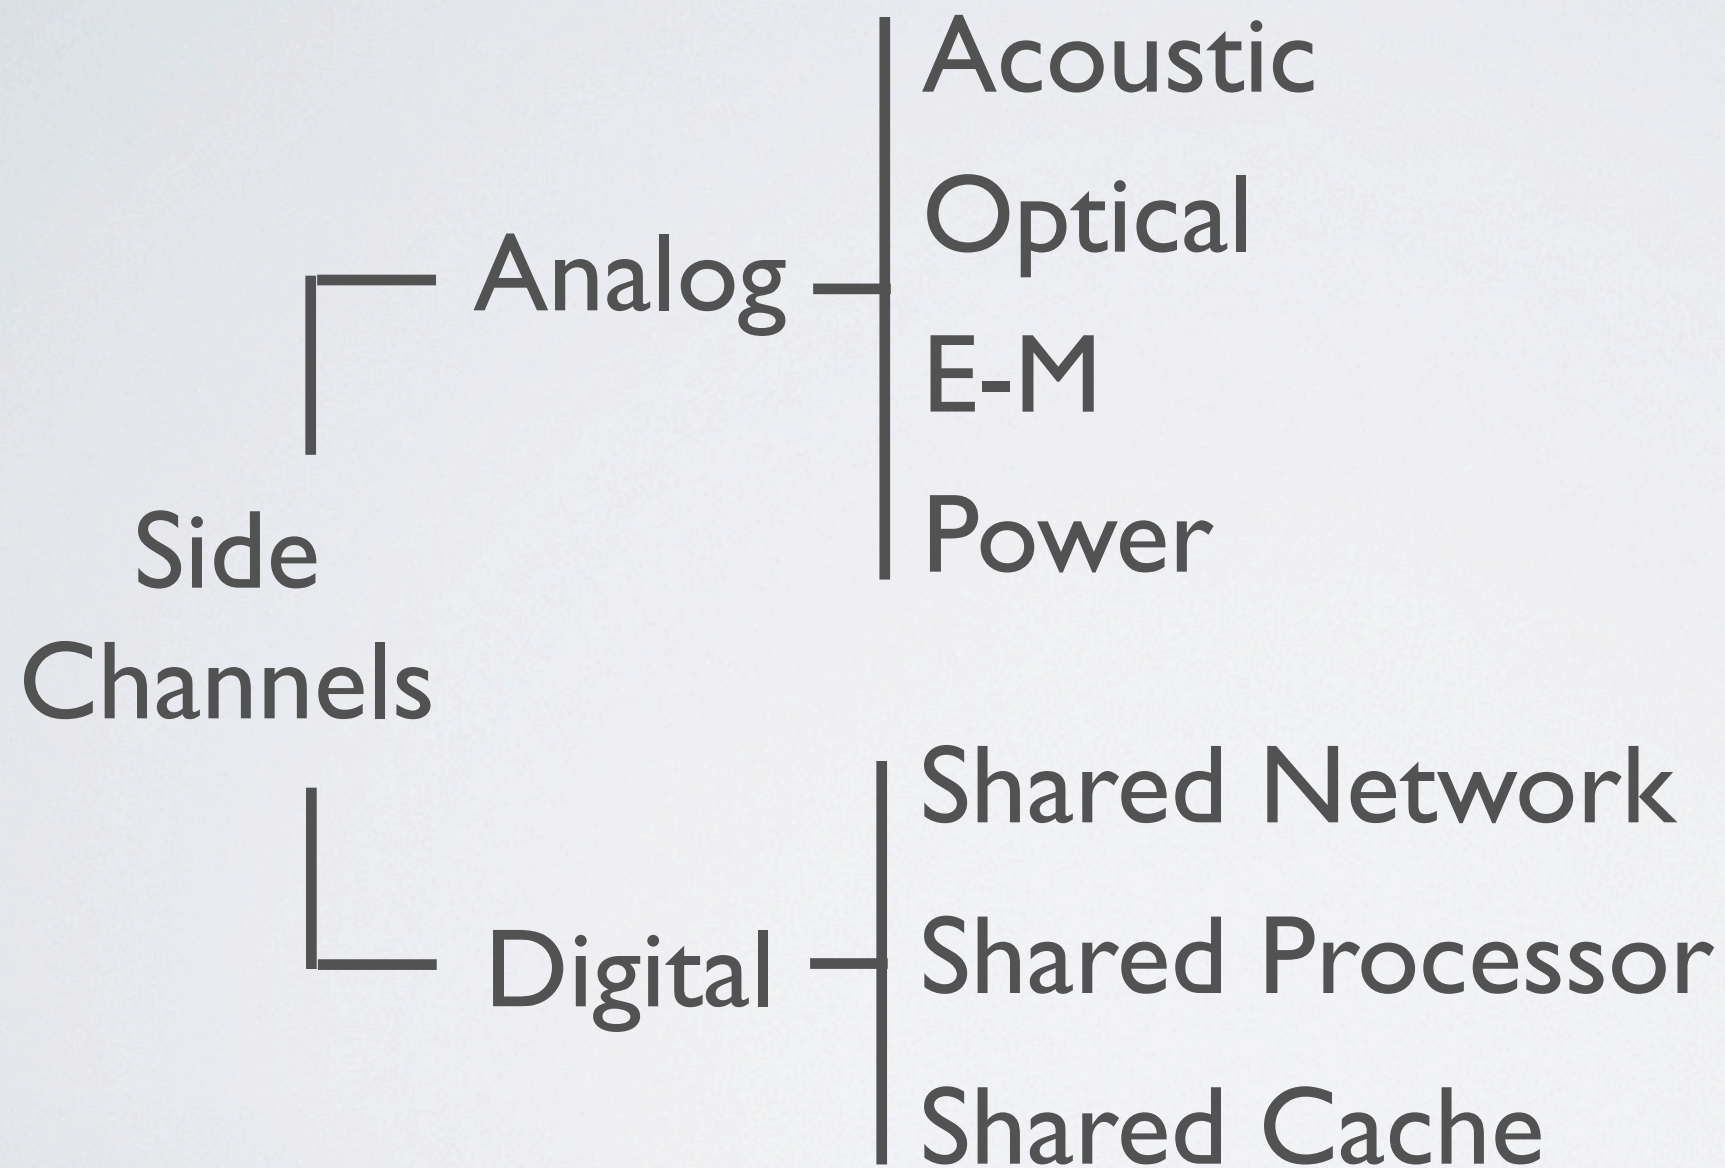 Side
Channels
Analog
Acoustic
Optical
E-M
Power
Digital
Shared Network
Shared Processor
Shared Cache